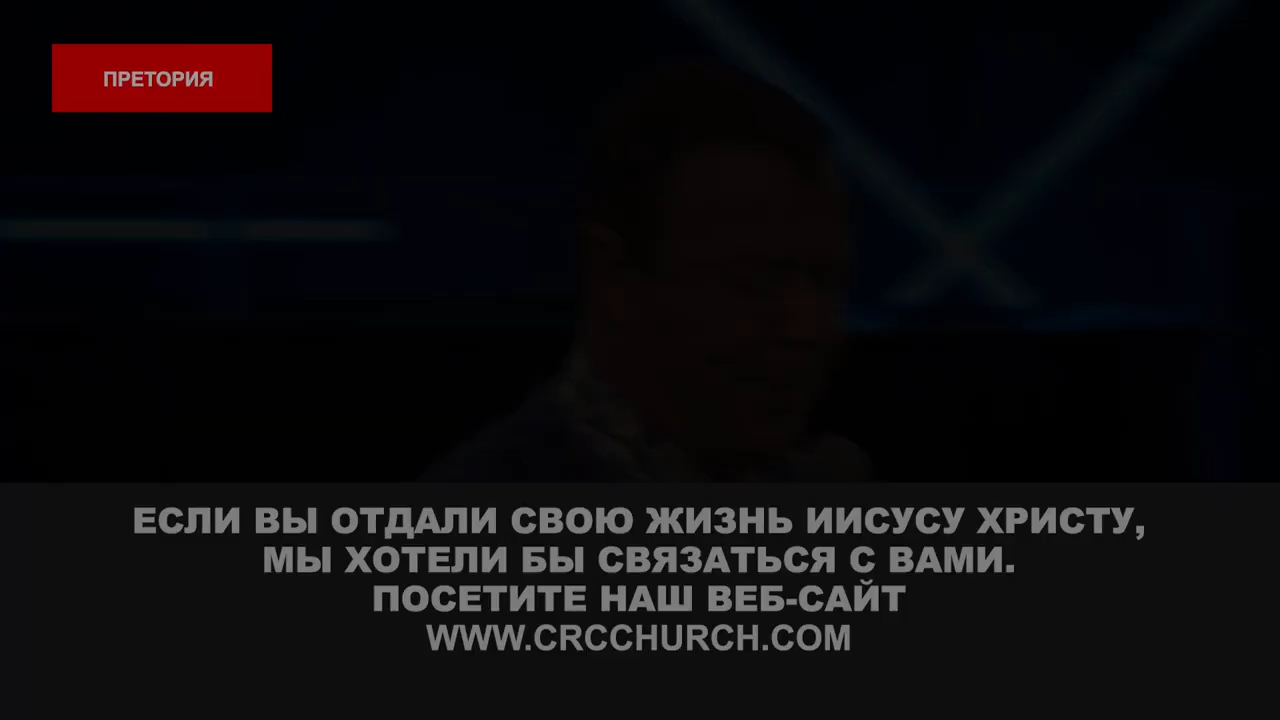 ПРЕТОРИЯ
ЕСЛИ ВЫ ОТДАЛИ СВОЮ ЖИЗНЬ ИИСУСУ ХРИСТУ,
МЫ ХОТЕЛИ БЫ СВЯЗАТЬСЯ С ВАМИ.
ПОСЕТИТЕ НАШ ВЕБ-САЙТ
WWW.CRCCHURCH.COM